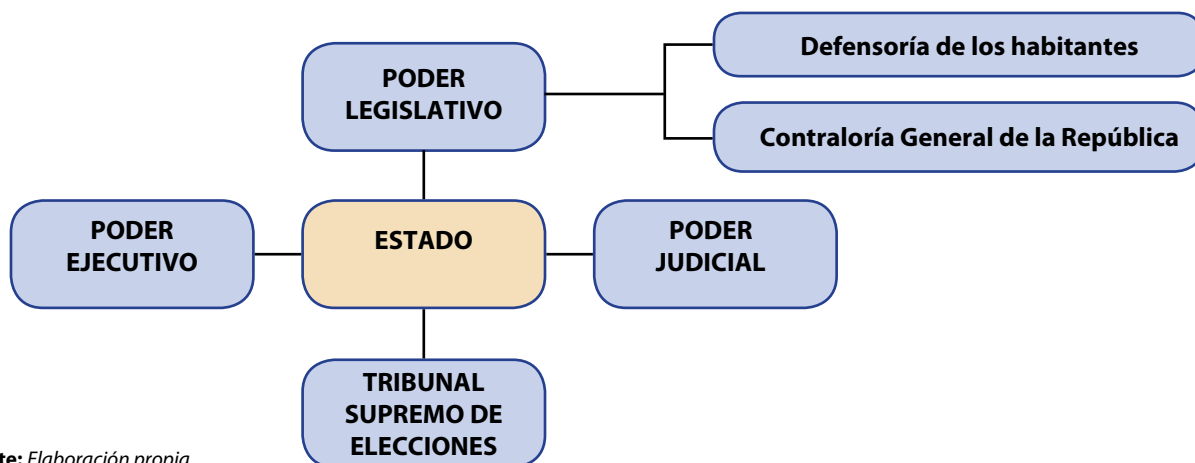 Defensoría de los habitantes
PODER
LEGISLATIVO
Contraloría General de la República
PODER
EJECUTIVO
ESTADO
PODER
JUDICIAL
TRIBUNAL
SUPREMO DE
ELECCIONES
te: Elaboración propia